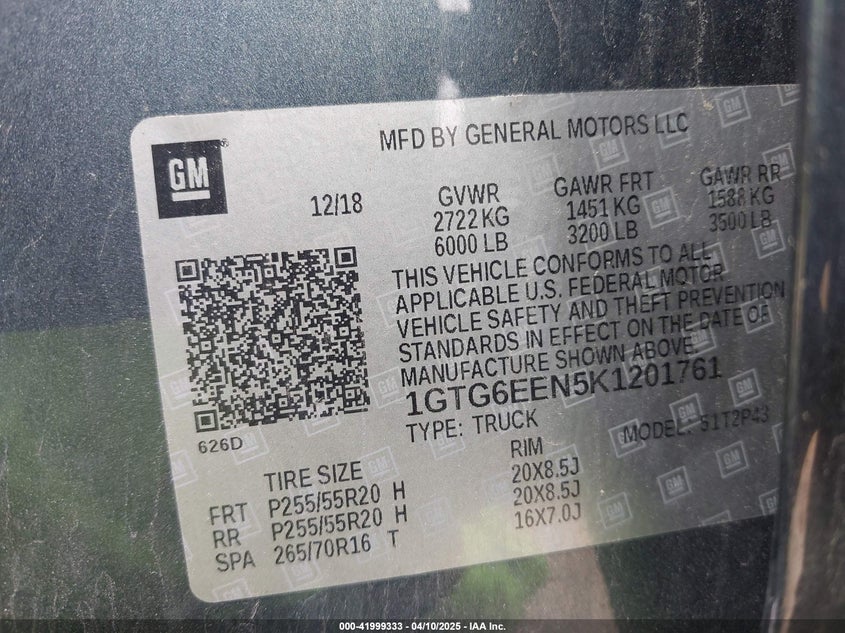 MFD BY GENERAL MOTORS LLC
GM
12/18
GVWR
2722 KG
6000 LB
GAWR FRT
1451 KG
3200 LB
GAWR RR
1588 KG
3500 LB
THIS VEHICLE CONFORMS TO ALL
APPLICABLE U.S. FEDERAL MOTOR
VEHICLE SAFETY AND THEFT PREVENTION
STANDARDS IN EFFECT ON THE DATE OF
MANUFACTURE SHOWN ABOVE.
1GTG6EEN5K1201761
TYPE: TRUCK MODEL: 51T2P43
626D
TIRE SIZE RIM
FRT P255/55R20 H 20X8.5J
RR P255/55R20 H 20X8.5J
SPA 265/70R16 T 16X7.0J
000-41999333 - 04/10/2025 - IAA Inc.